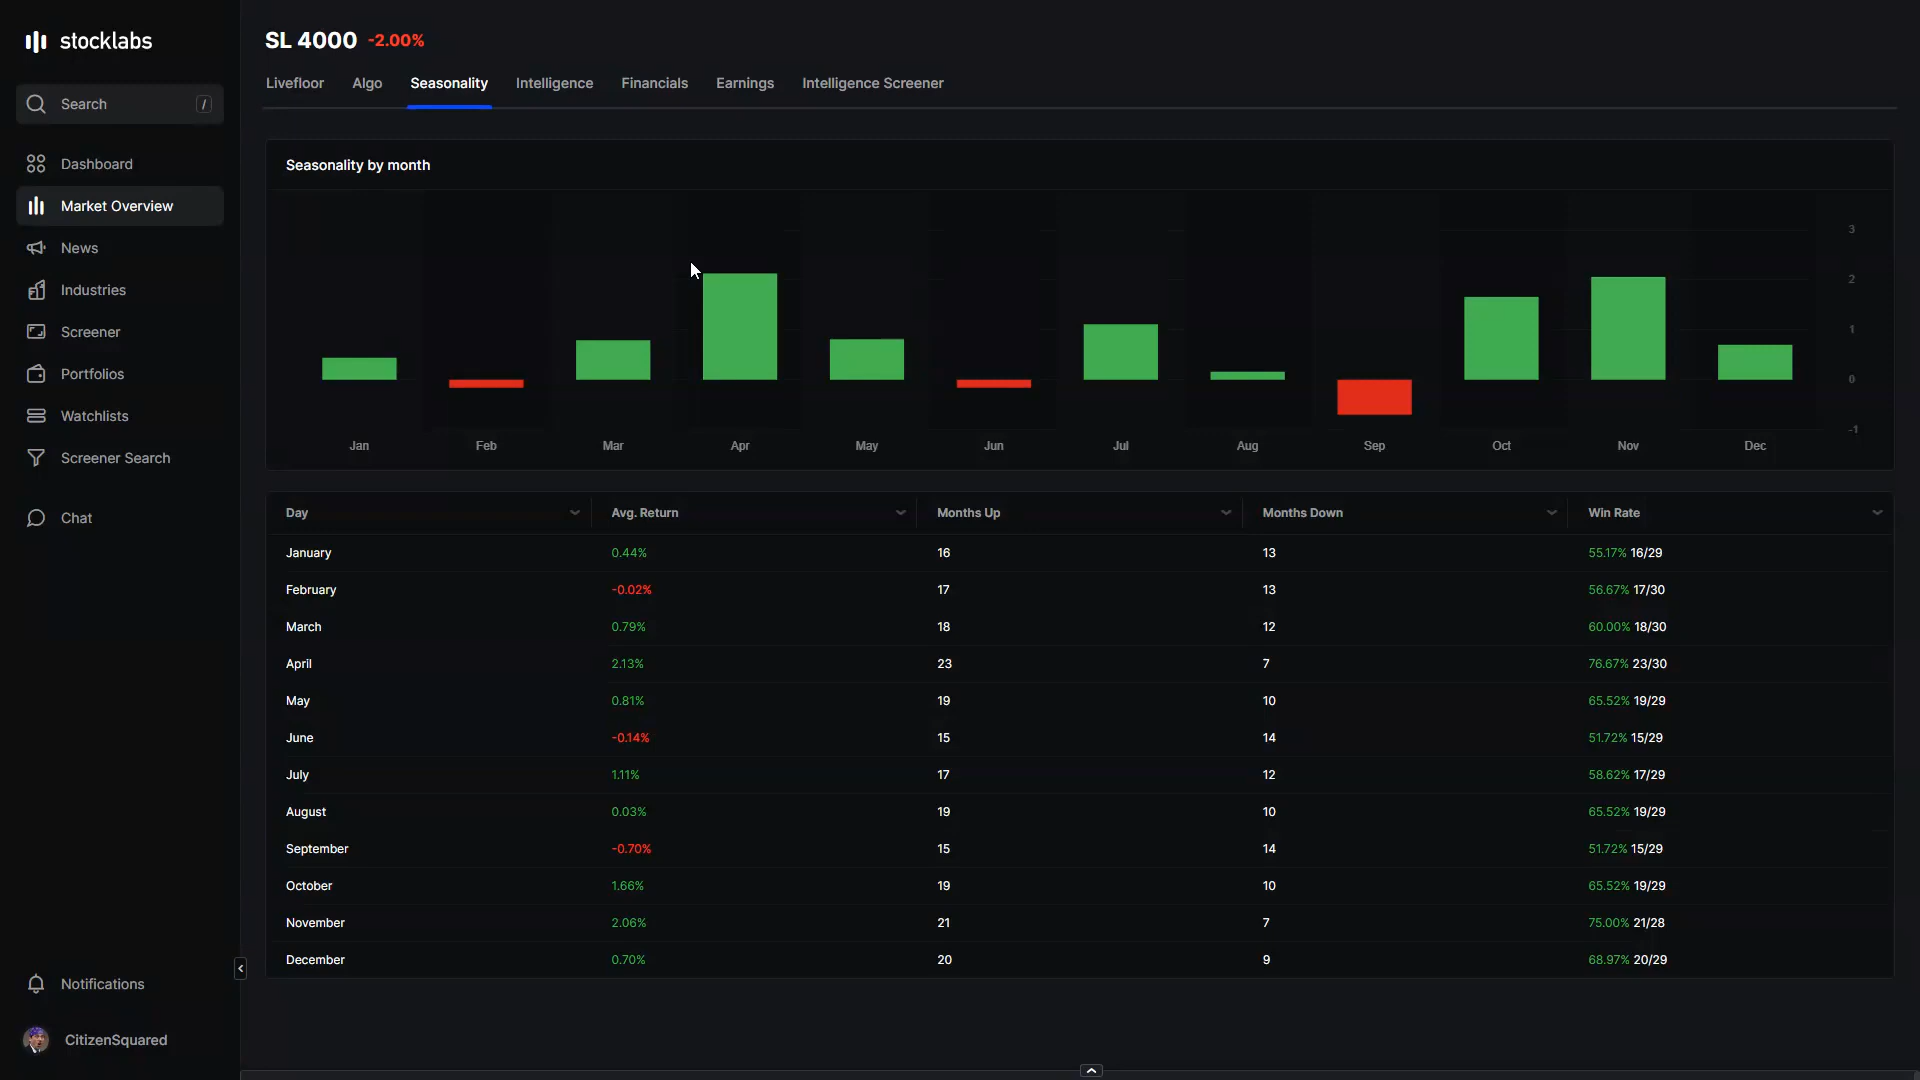 stocklabs
Search /
Dashboard
Market Overview
News
Industries
Screener
Portfolios
Watchlists
Screener Search
Chat
Notifications
CitizenSquared
SL 4000 -2.00%
Livefloor Algo Seasonality Intelligence Financials Earnings Intelligence Screener
Seasonality by month
3
2
1
0
-1
Jan Feb Mar Apr May Jun Jul Aug Sep Oct Nov Dec
Day Avg. Return Months Up Months Down Win Rate
January 0.44% 16 13 55.17% 16/29
February -0.02% 17 13 56.67% 17/30
March 0.79% 18 12 60.00% 18/30
April 2.13% 23 7 76.67% 23/30
May 0.81% 19 10 65.52% 19/29
June -0.14% 15 14 51.72% 15/29
July 1.11% 17 12 58.62% 17/29
August 0.03% 19 10 65.52% 19/29
September -0.70% 15 14 51.72% 15/29
October 1.66% 19 10 65.52% 19/29
November 2.06% 21 7 75.00% 21/28
December 0.70% 20 9 68.97% 20/29